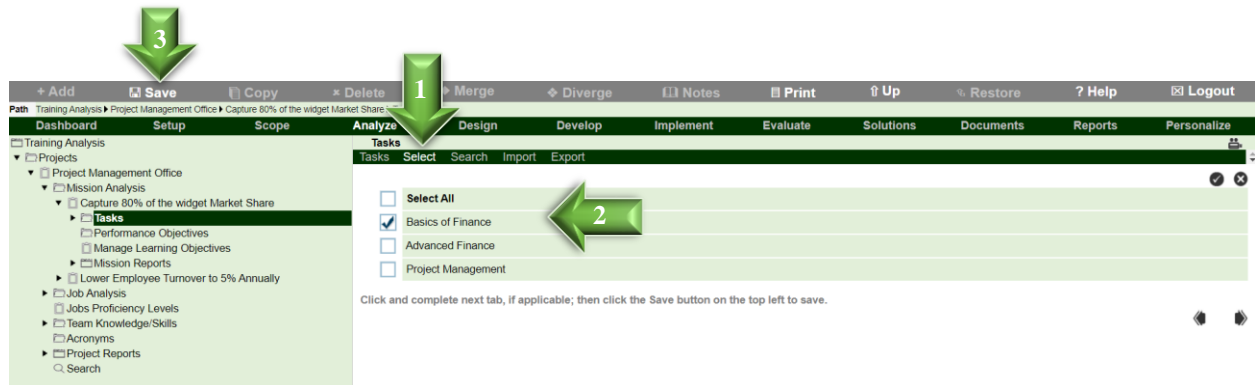 3
1
+ Add Save Copy × Delete Merge Diverge Notes Print Up Restore ? Help Logout
Path Training Analysis Project Management Office Capture 80% of the widget Market Share
Dashboard Setup Scope Analyze Design Develop Implement Evaluate Solutions Documents Reports Personalize
Training Analysis
Tasks
Projects
Tasks Select Search Import Export
Project Management Office
Mission Analysis
Select All
Capture 80% of the widget Market Share
2
Tasks
Basics of Finance
Performance Objectives
Manage Learning Objectives
Advanced Finance
Mission Reports
Project Management
Lower Employee Turnover to 5% Annually
Job Analysis
Click and complete next tab, if applicable; then click the Save button on the top left to save.
Jobs Proficiency Levels
Team Knowledge/Skills
Acronyms
Project Reports
Search